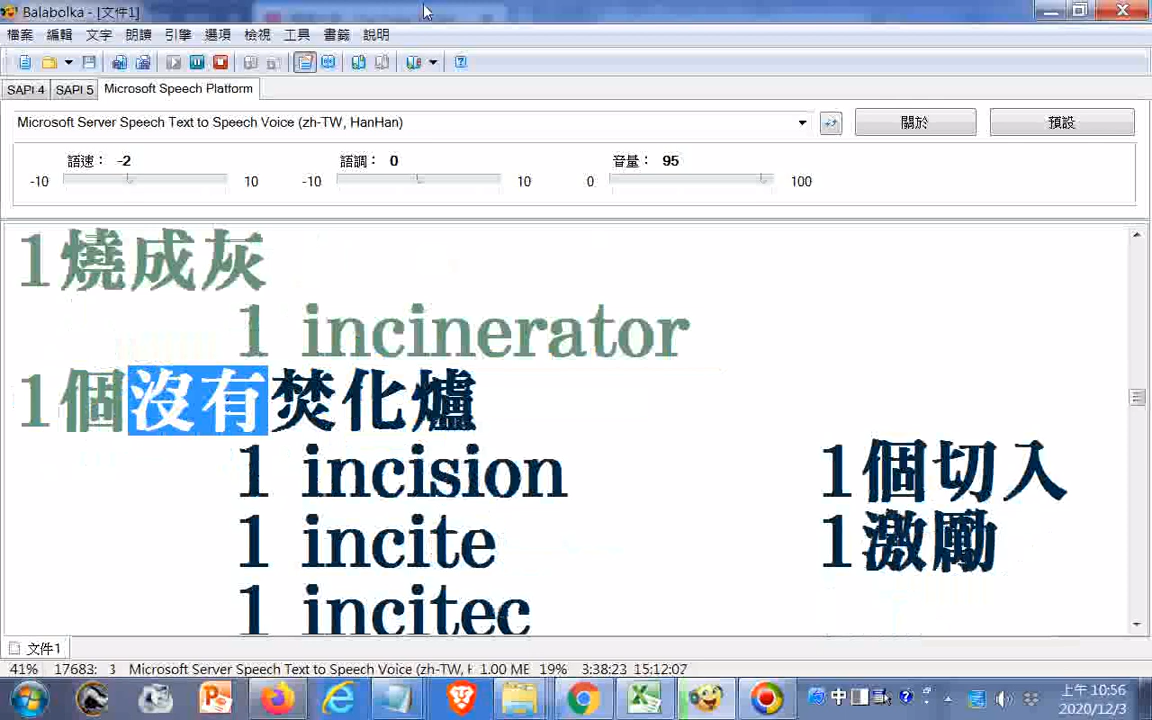 Balabolka - [文件1]
檔案 編輯 文字 朗讀 引擎 選項 檢視 工具 書籤 說明
SAPI 4 SAPI 5 Microsoft Speech Platform
Microsoft Server Speech Text to Speech Voice (zh-TW, HanHan) 關於 預設
語速： -2 語調： 0 音量： 95
-10 10 -10 10 0 100
1燒成灰
1 incinerator
1個沒有焚化爐
1 incision 1個切入
1 incite 1激勵
1 incitec
文件1
41% 17683: 3 Microsoft Server Speech Text to Speech Voice (zh-TW, 1.00 ME 19% 3:38:23 15:12:07
中 上午 10:56
2020/12/3